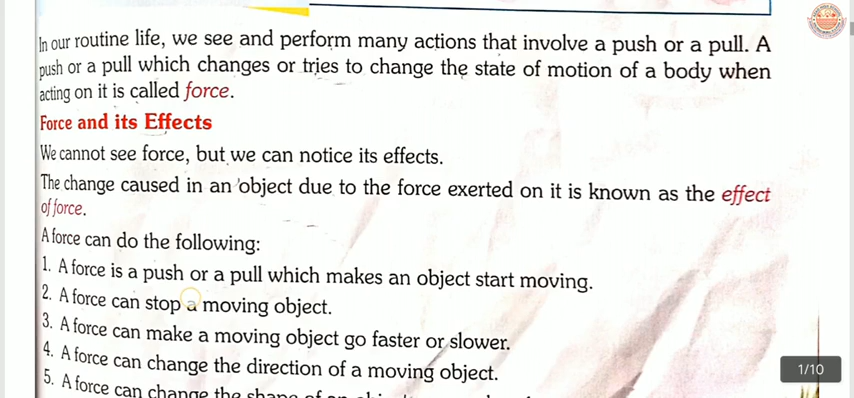 In our routine life, we see and perform many actions that involve a push or a pull. A
push or a pull which changes or tries to change the state of motion of a body when
acting on it is called force.
Force and its Effects
We cannot see force, but we can notice its effects.
The change caused in an object due to the force exerted on it is known as the effect
of force.
A force can do the following:
1. A force is a push or a pull which makes an object start moving.
2. A force can stop a moving object.
3. A force can make a moving object go faster or slower.
4. A force can change the direction of a moving object.
5. A force can change the shape of an
1/10